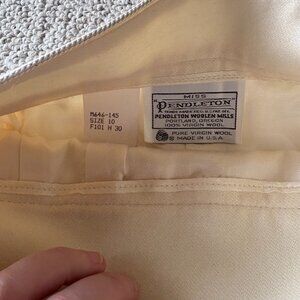 M646-145
SIZE 10
F101 W 30
MISS
PENDLETON
PENDLETON WOOLEN MILLS
PORTLAND, OREGON
100% VIRGIN WOOL
PURE VIRGIN WOOL
MADE IN U.S.A.